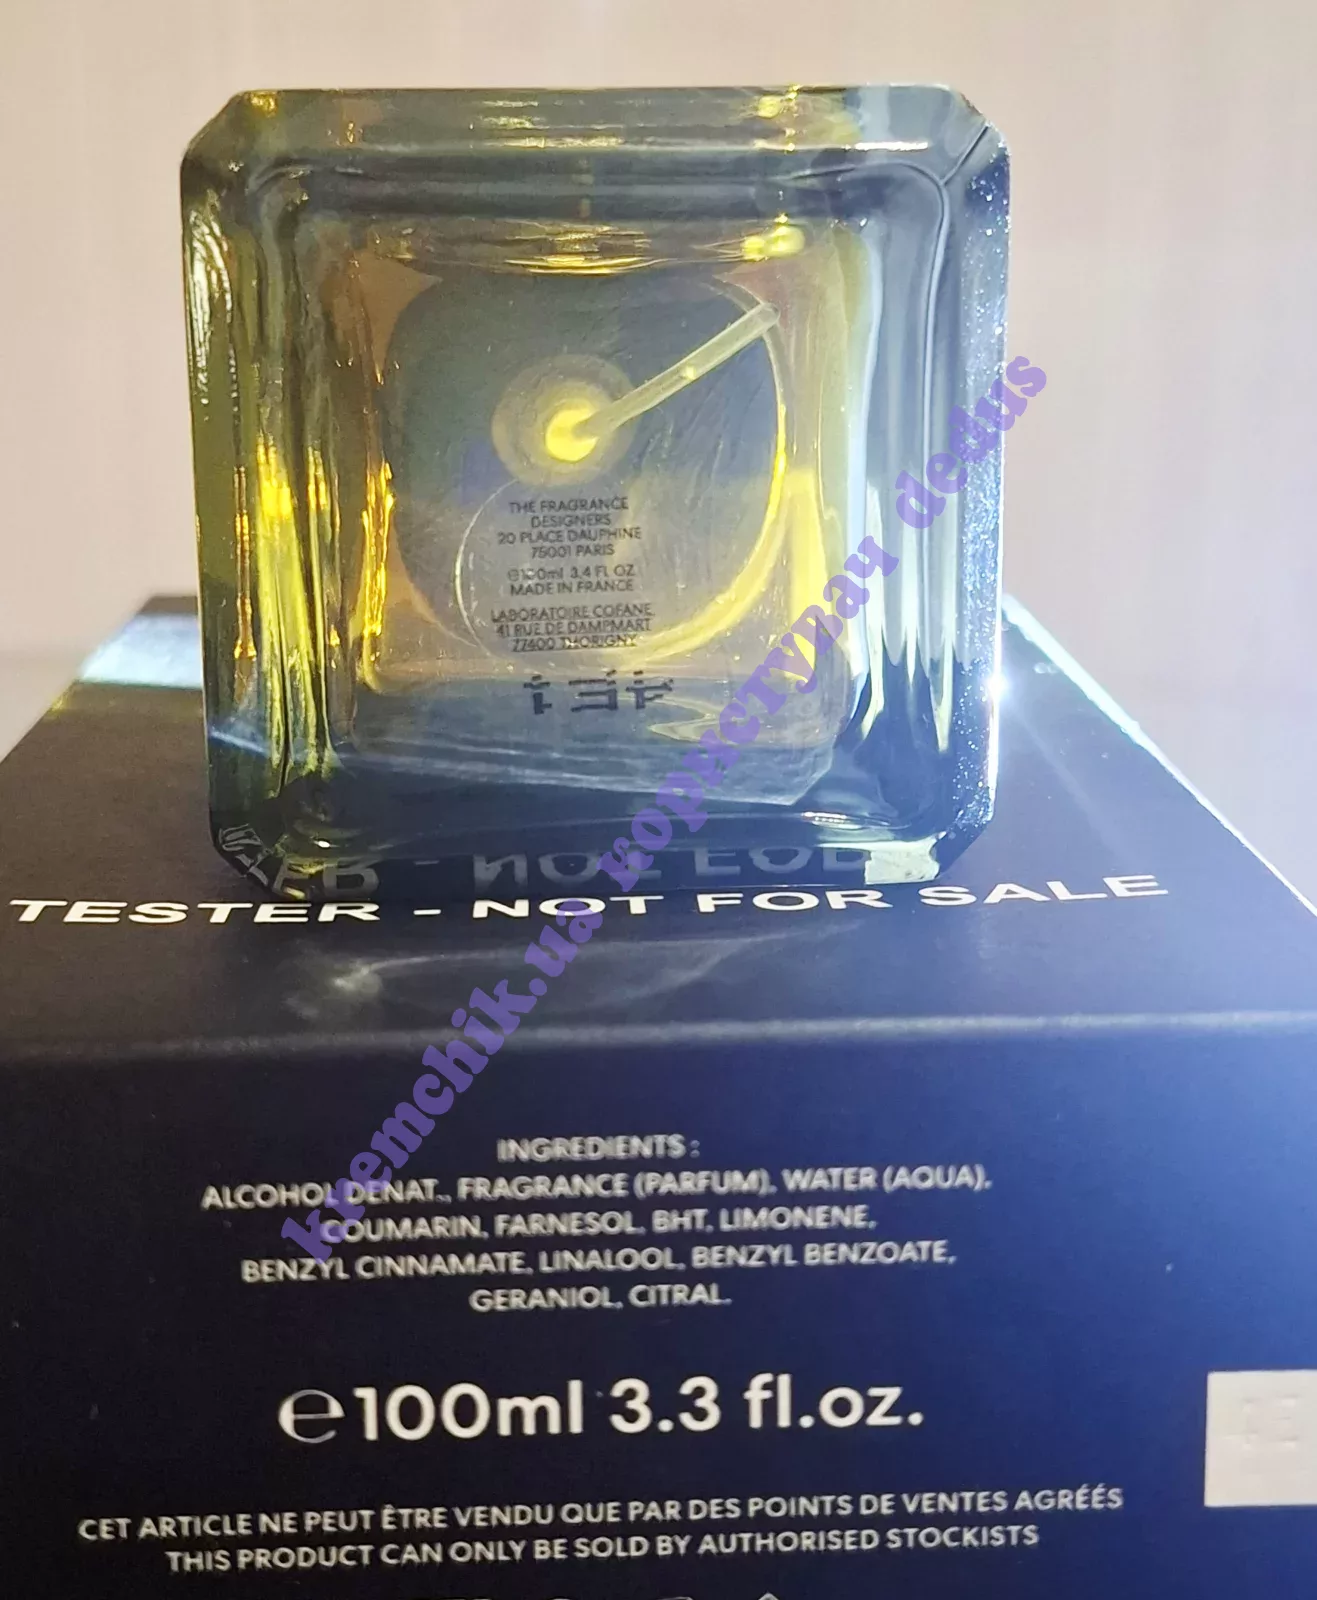 THE FRAGRANCE
DESIGNERS
20 PLACE DAUPHINE
75001 PARIS
e100ml 3.4 FL OZ
MADE IN FRANCE
LABORATOIRE COFANE
41 RUE DE DAMPMART
77400 THORIGNY
TESTER - NOT FOR SALE
kremchik.ua користувач dedus
INGREDIENTS :
ALCOHOL DENAT., FRAGRANCE (PARFUM), WATER (AQUA),
COUMARIN, FARNESOL, BHT, LIMONENE,
BENZYL CINNAMATE, LINALOOL, BENZYL BENZOATE,
GERANIOL, CITRAL.
℮100ml 3.3 fl.oz.
CET ARTICLE NE PEUT ÊTRE VENDU QUE PAR DES POINTS DE VENTES AGRÉÉS
THIS PRODUCT CAN ONLY BE SOLD BY AUTHORISED STOCKISTS